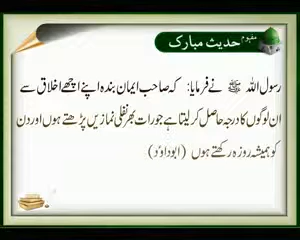 مفہوم حدیث مبارک
رسول اللہ ﷺ نے فرمایا: کہ صاحب ایمان بندہ اپنے اچھے اخلاق سے
ان لوگوں کا درجہ حاصل کر لیتا ہے جو رات بھر نفلی نمازیں پڑھتے ہوں اور دن
کو ہمیشہ روزہ رکھتے ہوں (ابوداؤد)